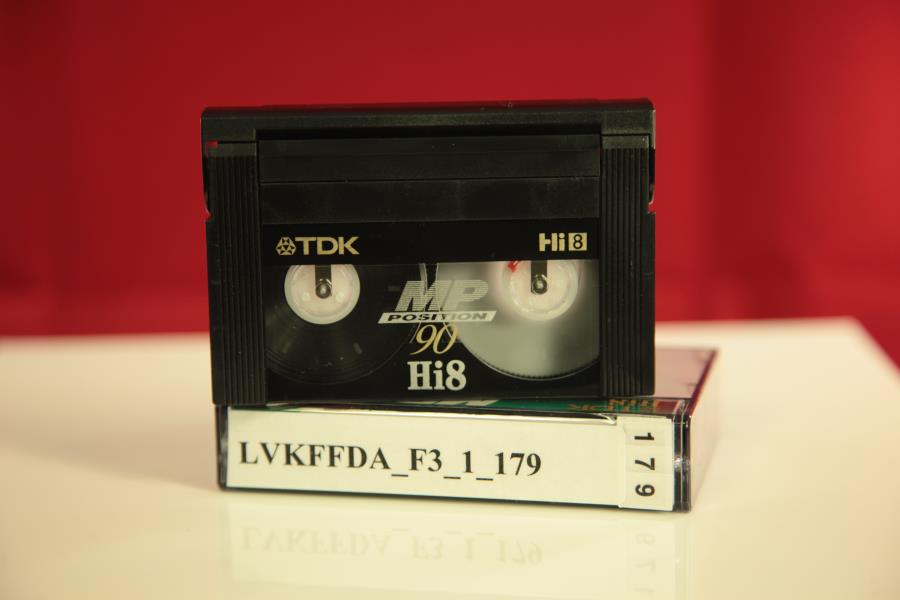 TDK
Hi8
MP
POSITION
90
Hi8
LVKFFDA_F3_1_179
179